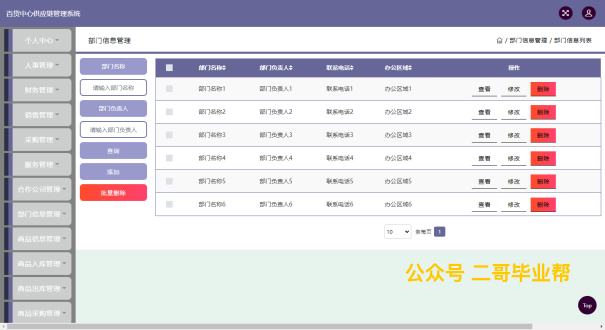 百货中心供应链管理系统
个人中心
人事管理
财务管理
销售管理
采购管理
服务管理
合作公司管理
部门信息管理
商品信息管理
商品入库管理
商品出库管理
商品采购管理
部门信息管理
/ 部门信息管理 / 部门信息列表
部门名称
请输入部门名称
部门负责人
请输入部门负责人
查询
添加
批量删除
部门名称 部门负责人 联系电话 办公区域 操作
部门名称1 部门负责人1 联系电话1 办公区域1 查看 修改 删除
部门名称2 部门负责人2 联系电话2 办公区域2 查看 修改 删除
部门名称3 部门负责人3 联系电话3 办公区域3 查看 修改 删除
部门名称4 部门负责人4 联系电话4 办公区域4 查看 修改 删除
部门名称5 部门负责人5 联系电话5 办公区域5 查看 修改 删除
部门名称6 部门负责人6 联系电话6 办公区域6 查看 修改 删除
10 条每页 1
公众号 二哥毕业帮
Top